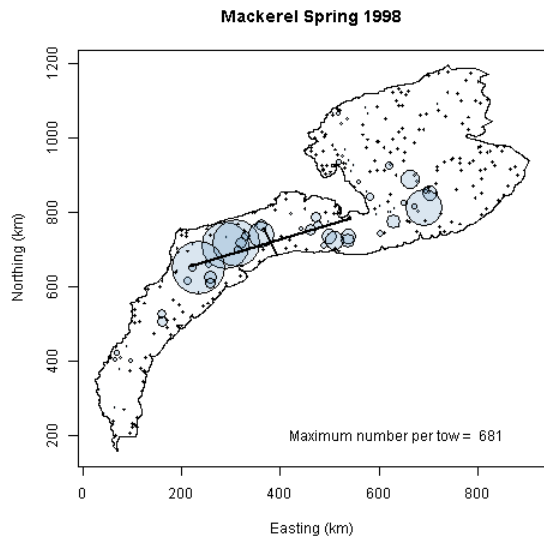 Mackerel Spring 1998
Northing (km)
1200
1000
800
600
400
200
Maximum number per tow = 681
0 200 400 600 800
Easting (km)